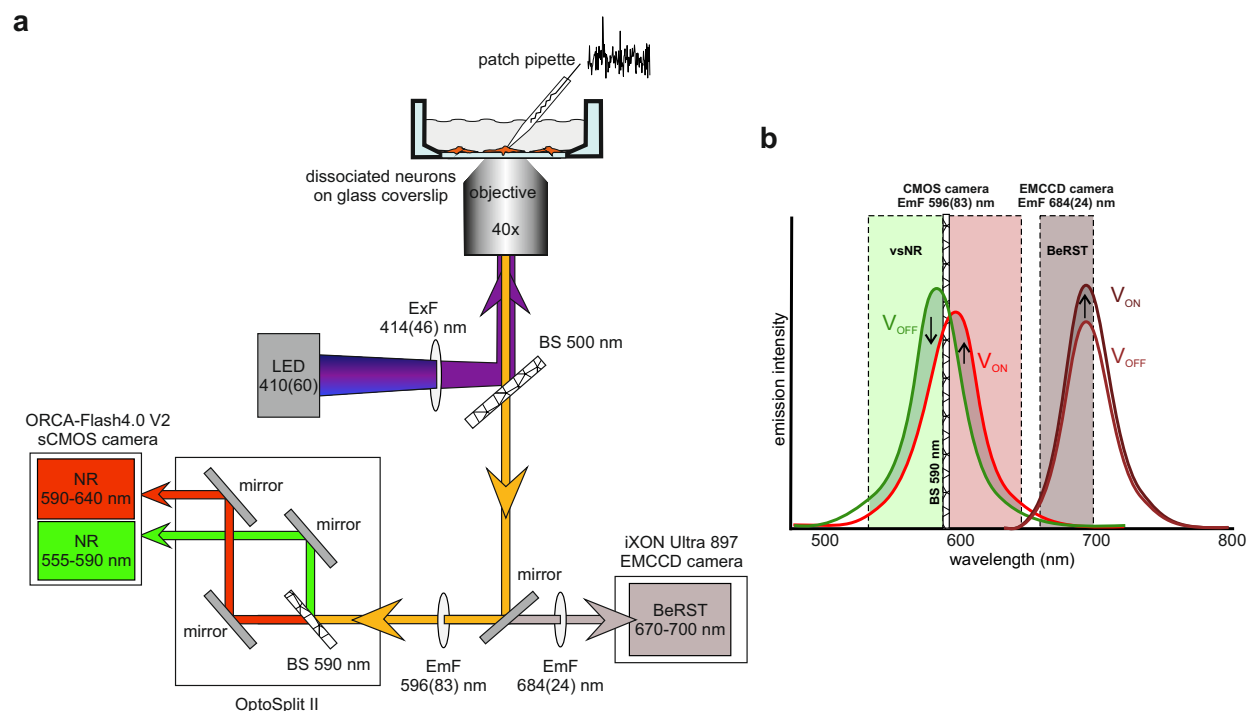 a
patch pipette
dissociated neurons
on glass coverslip
objective
40x
ExF
414(46) nm
BS 500 nm
LED
410(60)
ORCA-Flash4.0 V2
sCMOS camera
NR
590-640 nm
NR
555-590 nm
mirror
mirror
mirror
BS 590 nm
OptoSplit II
EmF
596(83) nm
mirror
EmF
684(24) nm
iXON Ultra 897
EMCCD camera
BeRST
670-700 nm
b
CMOS camera
EmF 596(83) nm
EMCCD camera
EmF 684(24) nm
vsNR
BeRST
VOFF
VON
VON
VOFF
BS 590 nm
emission intensity
500
600
700
800
wavelength (nm)